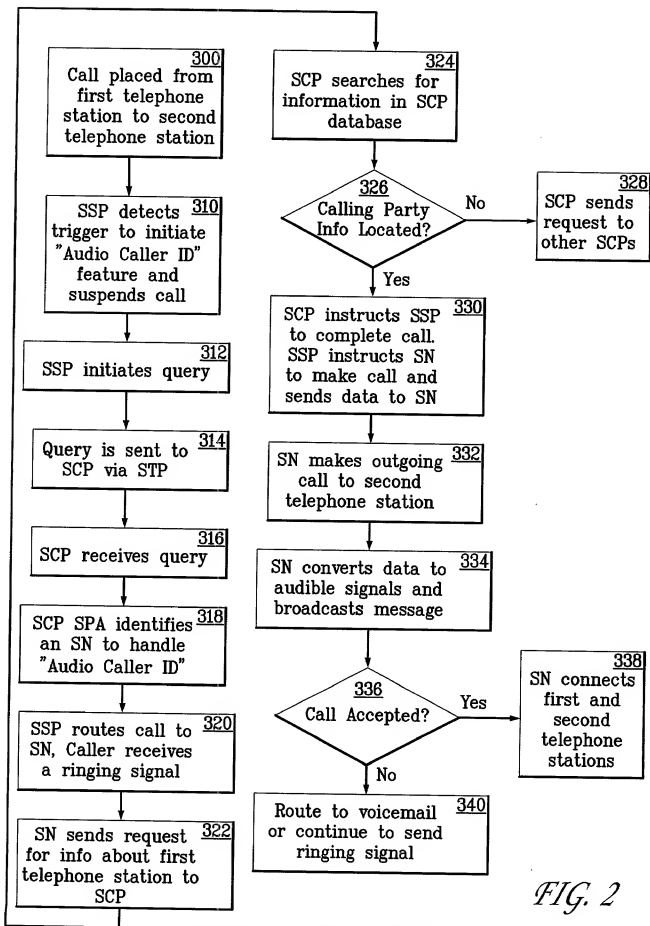 300
Call placed from
first telephone
station to second
telephone station
310
SSP detects
trigger to initiate
"Audio Caller ID"
feature and
suspends call
312
SSP initiates query
314
Query is sent to
SCP via STP
316
SCP receives query
318
SCP SPA identifies
an SN to handle
"Audio Caller ID"
320
SSP routes call to
SN, Caller receives
a ringing signal
322
SN sends request
for info about first
telephone station to
SCP
324
SCP searches for
information in SCP
database
326
Calling Party
Info Located?
No
328
SCP sends
request to
other SCPs
Yes
330
SCP instructs SSP
to complete call.
SSP instructs SN
to make call and
sends data to SN
332
SN makes outgoing
call to second
telephone station
334
SN converts data to
audible signals and
broadcasts message
336
Call Accepted?
Yes
338
SN connects
first and
second
telephone
stations
No
340
Route to voicemail
or continue to send
ringing signal
FIG. 2